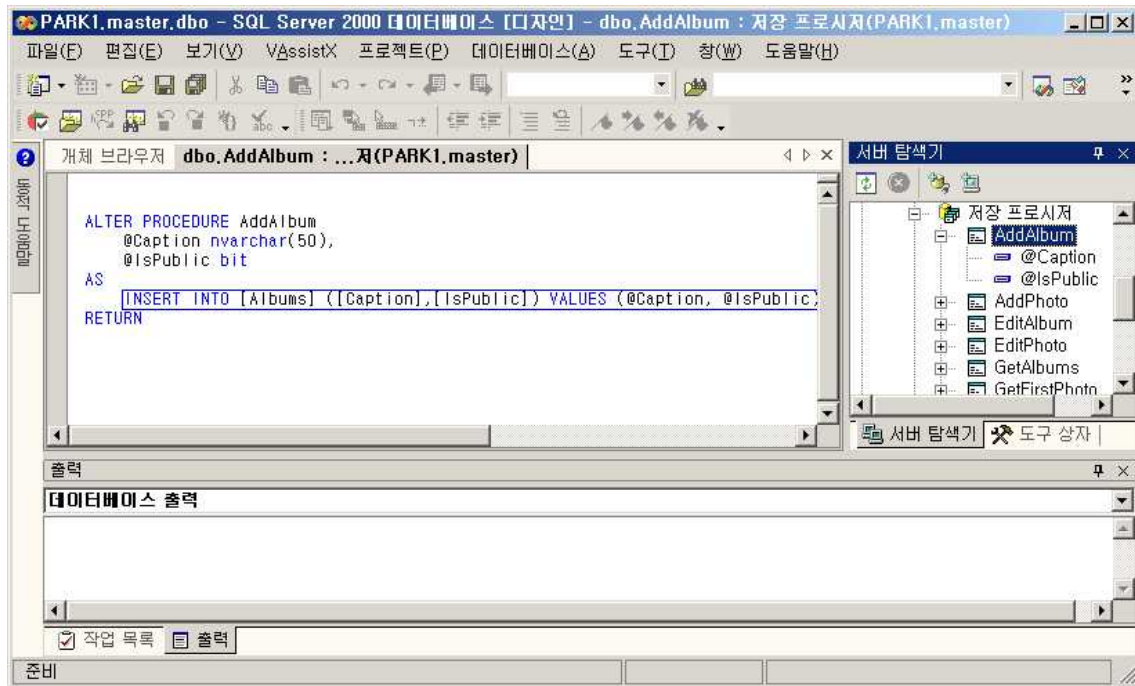 PARK1.master.dbo - SQL Server 2000 데이터베이스 [디자인] - dbo.AddAlbum : 저장 프로시저(PARK1.master)
파일(F) 편집(E) 보기(V) VAssistX 프로젝트(P) 데이터베이스(A) 도구(T) 창(W) 도움말(H)
동적 도움말
개체 브라우저 dbo.AddAlbum : ...저(PARK1.master)
ALTER PROCEDURE AddAlbum
@Caption nvarchar(50),
@IsPublic bit
AS
INSERT INTO [Albums] ([Caption],[IsPublic]) VALUES (@Caption, @IsPublic)
RETURN
서버 탐색기
저장 프로시저
AddAlbum
@Caption
@IsPublic
AddPhoto
EditAlbum
EditPhoto
GetAlbums
GetFirstPhoto
서버 탐색기 도구 상자
출력
데이터베이스 출력
작업 목록 출력
준비